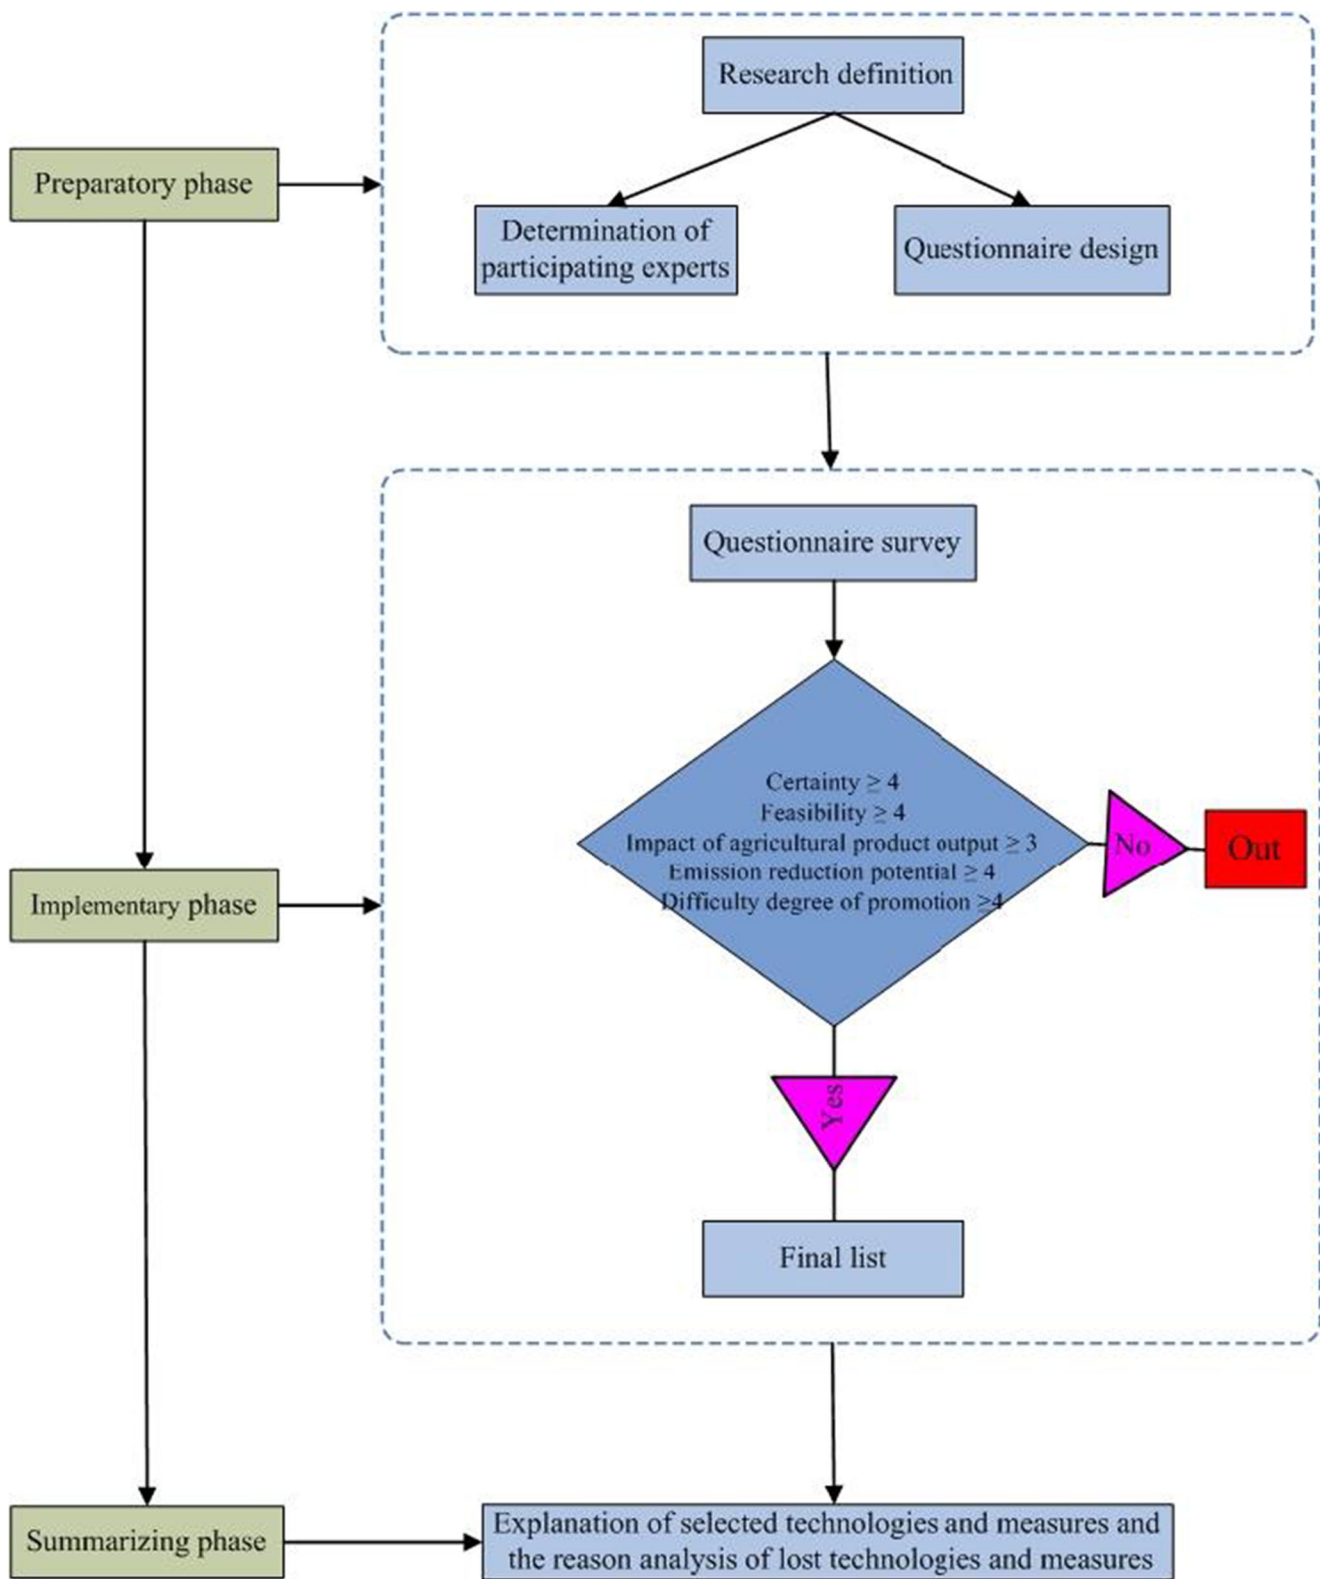 Research definition
Preparatory phase
Determination of
participating experts
Questionnaire design
Questionnaire survey
Certainty ≥ 4
Feasibility ≥ 4
Impact of agricultural product output ≥ 3
Emission reduction potential ≥ 4
Difficulty degree of promotion ≥4
No
Out
Implementary phase
Yes
Final list
Summarizing phase
Explanation of selected technologies and measures and
the reason analysis of lost technologies and measures